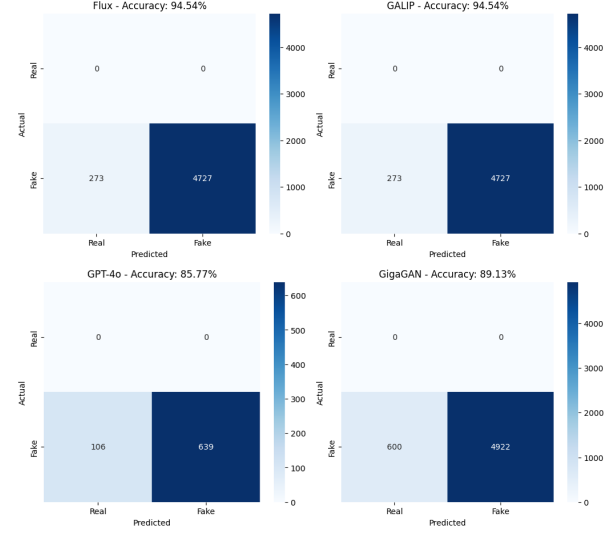 Flux - Accuracy: 94.54%
Real
0
0
4000
3000
Actual
2000
Fake
273
4727
1000
0
Real
Fake
Predicted
GALIP - Accuracy: 94.54%
Real
0
0
4000
3000
Actual
2000
Fake
273
4727
1000
0
Real
Fake
Predicted
GPT-4o - Accuracy: 85.77%
600
Real
0
0
500
400
Actual
300
Fake
106
639
200
100
0
Real
Fake
Predicted
GigaGAN - Accuracy: 89.13%
Real
0
0
4000
3000
Actual
2000
Fake
600
4922
1000
0
Real
Fake
Predicted